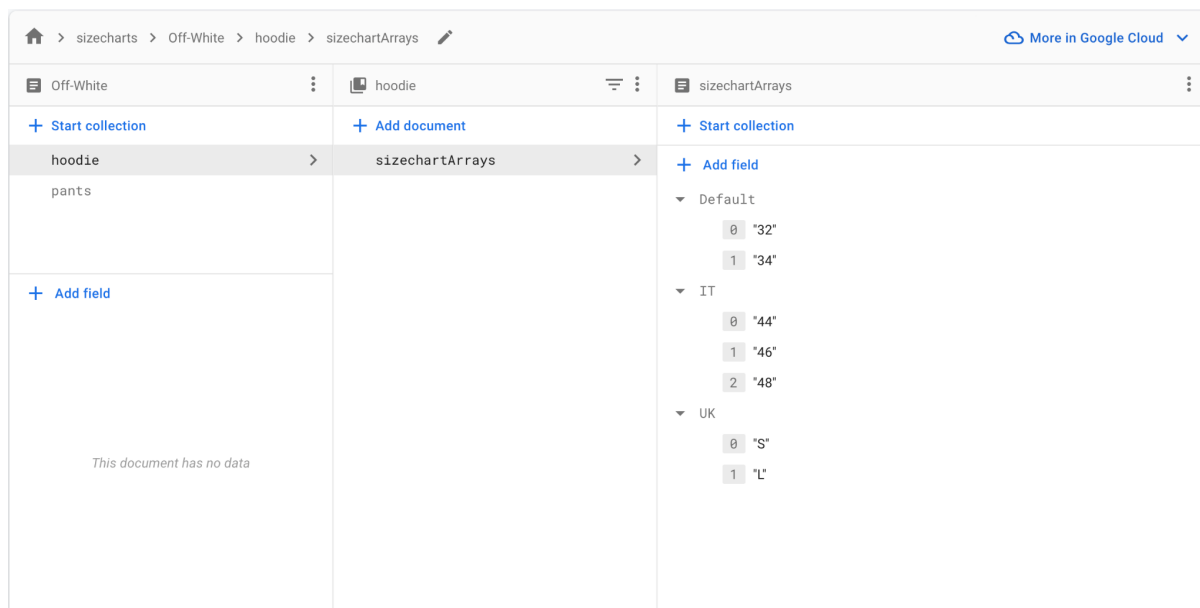 sizecharts > Off-White > hoodie > sizechartArrays
More in Google Cloud
Off-White
hoodie
sizechartArrays
+ Start collection
+ Add document
+ Start collection
hoodie
sizechartArrays
+ Add field
pants
Default
0 "32"
1 "34"
+ Add field
IT
0 "44"
1 "46"
2 "48"
UK
0 "S"
This document has no data
1 "L"